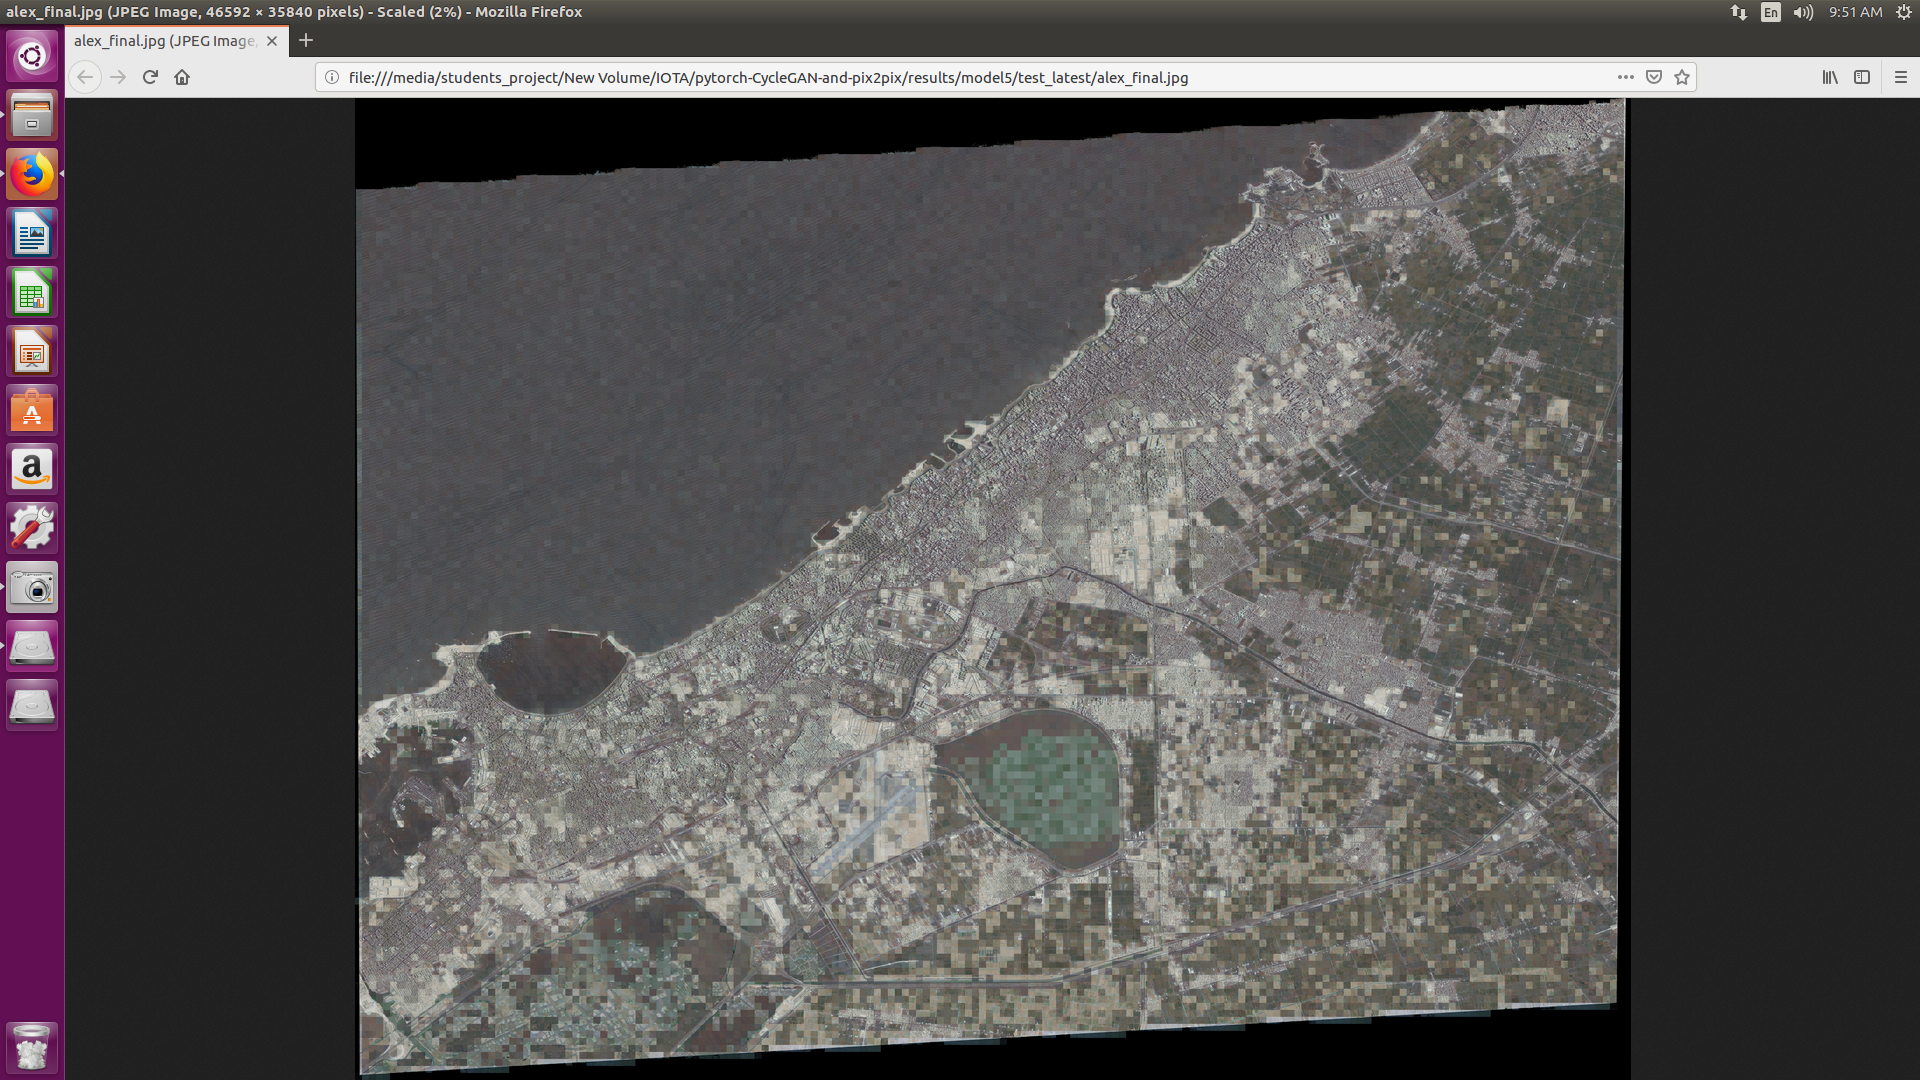 alex_final.jpg (JPEG Image, 46592 × 35840 pixels) - Scaled (2%) - Mozilla Firefox
En
9:51 AM
alex_final.jpg (JPEG Image,
file:///media/students_project/New Volume/IOTA/pytorch-CycleGAN-and-pix2pix/results/model5/test_latest/alex_final.jpg